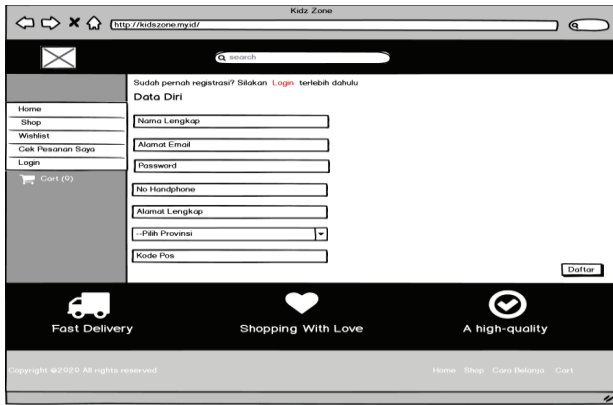 Kidz Zone
http://kidszone.my.id/
search
Sudah pernah registrasi? Silakan Login terlebih dahulu
Data Diri
Home
Shop
Wishlist
Cek Pesanan Saya
Login
Cart (0)
Nama Lengkap
Alamat Email
Password
No Handphone
Alamat Lengkap
--Pilih Provinsi
Kode Pos
Daftar
Fast Delivery
Shopping With Love
A high-quality
Copyright @2020 All rights reserved
Home Shop Cara Belanja Cart